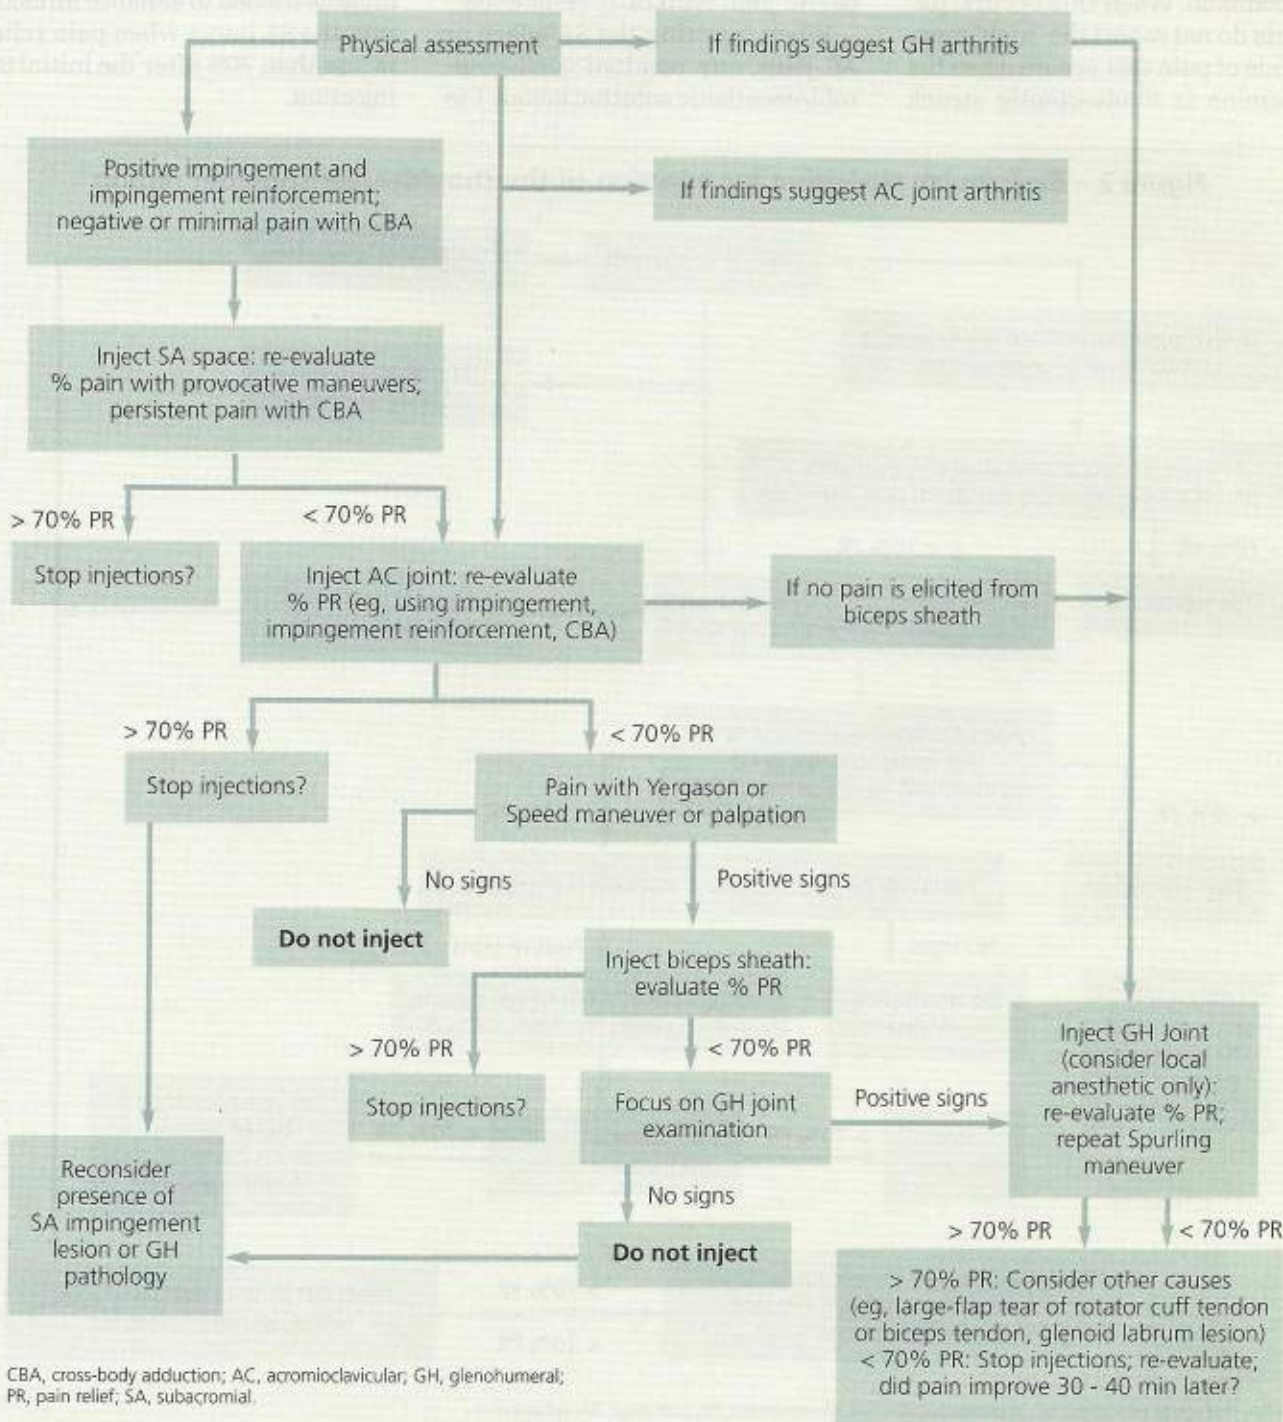 Physical assessment
If findings suggest GH arthritis
Positive impingement and
impingement reinforcement;
negative or minimal pain with CBA
If findings suggest AC joint arthritis
Inject SA space: re-evaluate
% pain with provocative maneuvers;
persistent pain with CBA
> 70% PR
< 70% PR
Stop injections?
Inject AC joint: re-evaluate
% PR (eg, using impingement,
impingement reinforcement, CBA)
If no pain is elicited from
biceps sheath
> 70% PR
< 70% PR
Stop injections?
Pain with Yergason or
Speed maneuver or palpation
No signs
Positive signs
Do not inject
Inject biceps sheath:
evaluate % PR
> 70% PR
< 70% PR
Stop injections?
Focus on GH joint
examination
Positive signs
Inject GH Joint
(consider local
anesthetic only):
re-evaluate % PR;
repeat Spurling
maneuver
No signs
Do not inject
Reconsider
presence of
SA impingement
lesion or GH
pathology
> 70% PR
< 70% PR
> 70% PR: Consider other causes
(eg, large-flap tear of rotator cuff tendon
or biceps tendon, glenoid labrum lesion)
< 70% PR: Stop injections; re-evaluate;
did pain improve 30 - 40 min later?
CBA, cross-body adduction; AC, acromioclavicular; GH, glenohumeral;
PR, pain relief; SA, subacromial.